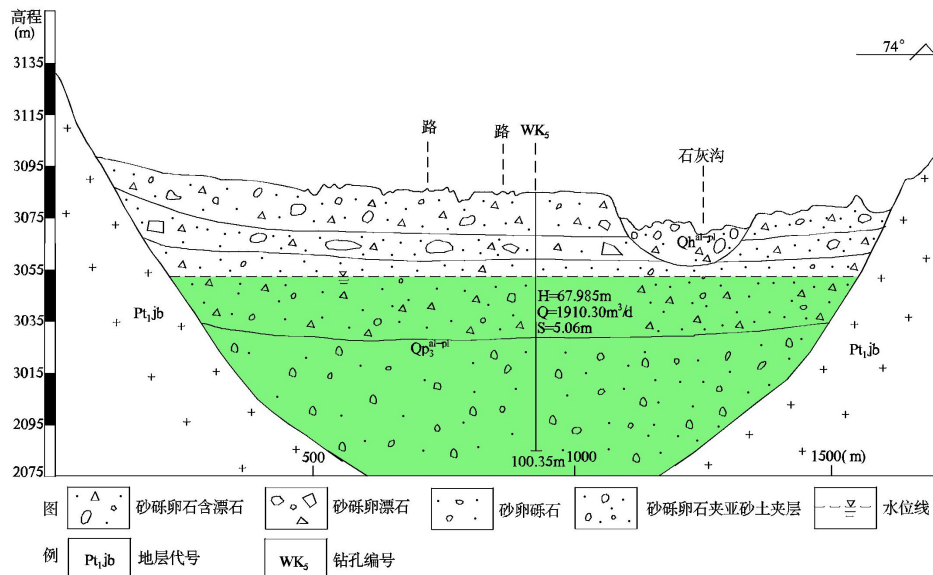 高程
(m)
74°
3135
3115
3095
3075
3055
3035
3015
2095
2075
路
路
WK₅
石灰沟
Qhᵃˡ⁻ᵖˡ
H=67.985m
Q=1910.30m³/d
S=5.06m
Pt₁jb
Qp₃ᵃˡ⁻ᵖˡ
Pt₁jb
100.35m
500
1000
1500(m)
图例
砂砾卵石含漂石
砂砾卵漂石
砂卵砾石
砂砾卵石夹亚砂土夹层
水位线
Pt₁jb 地层代号
WK₅ 钻孔编号